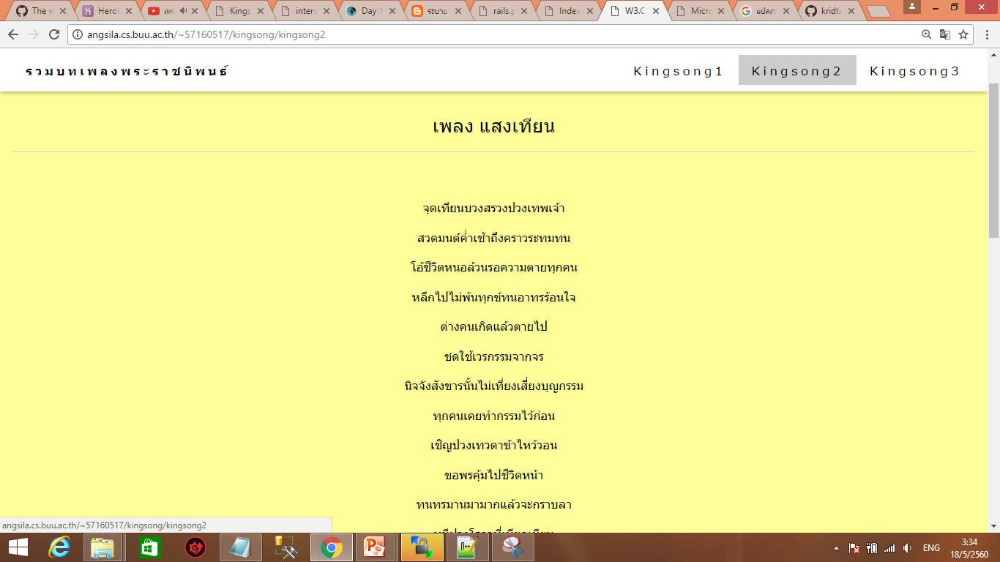 The w
Herol
เพ
Kings
interv
Day 1
ระบาย
rails.p
Index
W3.C
Micro
แปลภ
kridti
angsila.cs.buu.ac.th/~57160517/kingsong/kingsong2
รวมบทเพลงพระราชนิพนธ์ Kingsong1 Kingsong2 Kingsong3
เพลง แสงเทียน
จุดเทียนบวงสรวงปวงเทพเจ้า
สวดมนต์ค่ำเช้าถึงคราวระทมทน
โอ้ชีวิตหนอล้วนรอความตายทุกคน
หลีกไปไม่พ้นทุกข์ทนอาทรร้อนใจ
ต่างคนเกิดแล้วตายไป
ชดใช้เวรกรรมจากจร
นิจจังสังขารนั้นไม่เที่ยงเสี่ยงบุญกรรม
ทุกคนเคยทำกรรมไว้ก่อน
เชิญปวงเทวดาข้าไหว้วอน
ขอพรคุ้มไปชีวิตหน้า
ทนทรมานมามากแล้วจะกราบลา
angsila.cs.buu.ac.th/~57160517/kingsong/kingsong2
ENG
3:34
18/5/2560